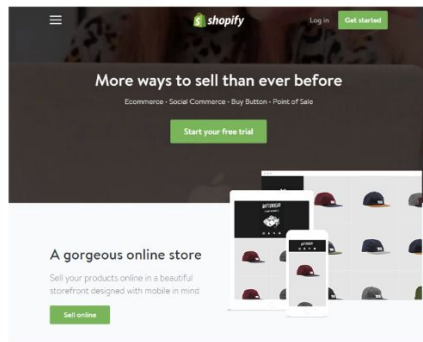 shopify
Log in
Get started
More ways to sell than ever before
Ecommerce • Social Commerce • Buy Button • Point of Sale
Start your free trial
A gorgeous online store
Sell your products online in a beautiful
storefront designed with mobile in mind
Sell online